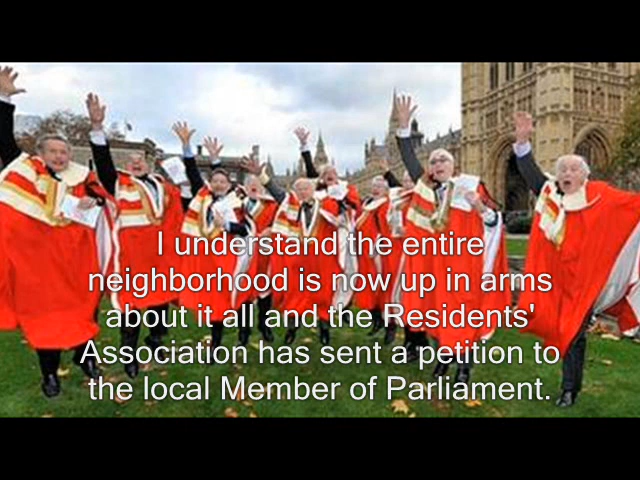 I understand the entire
neighborhood is now up in arms
about it all and the Residents'
Association has sent a petition to
the local Member of Parliament.